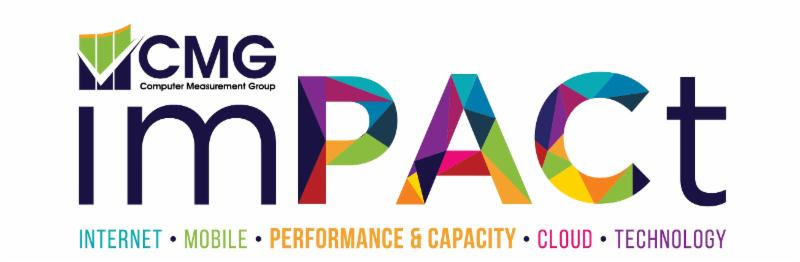 CMG
Computer Measurement Group
imPACt
INTERNET • MOBILE • PERFORMANCE & CAPACITY • CLOUD • TECHNOLOGY